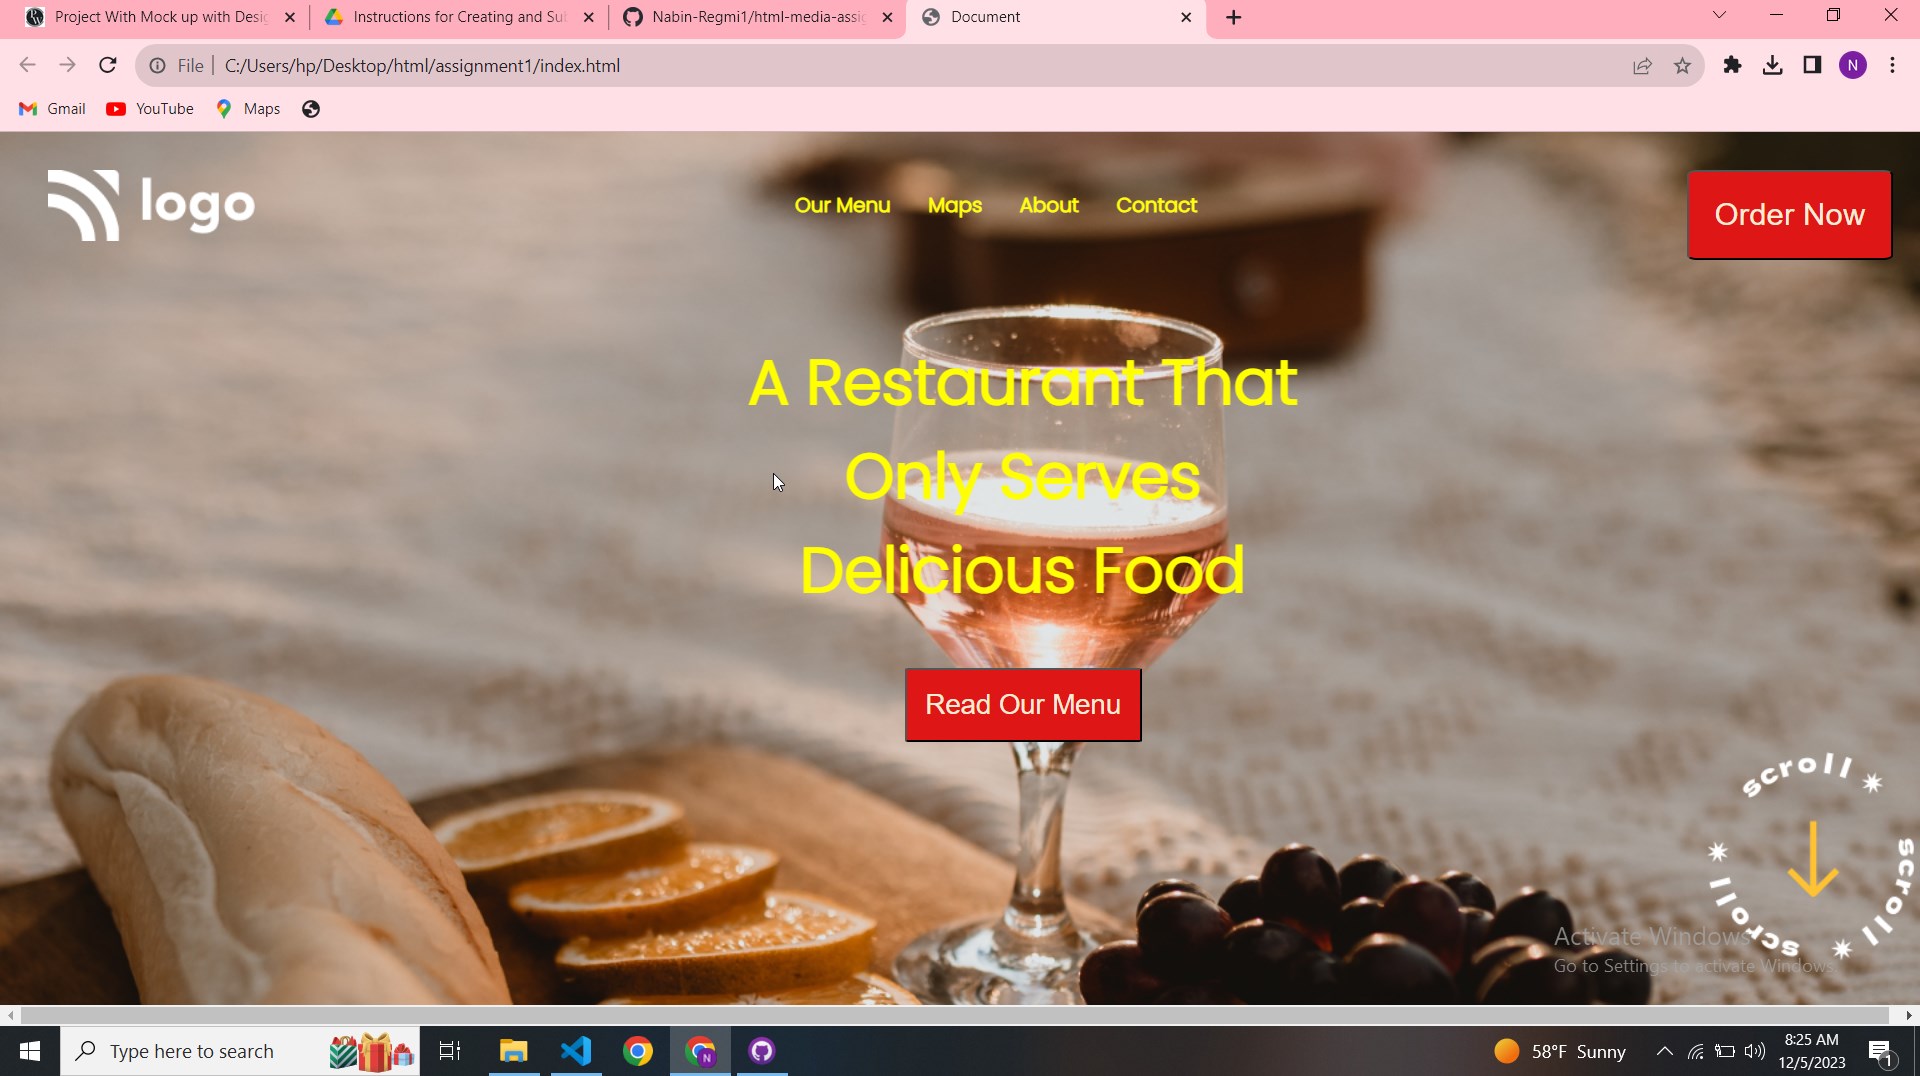 Project With Mock up with Desig
Instructions for Creating and Su
Nabin-Regmi1/html-media-assig
Document
File
C:/Users/hp/Desktop/html/assignment1/index.html
N
Gmail
YouTube
Maps
logo
Our Menu
Maps
About
Contact
Order Now
A Restaurant That
Only Serves
Delicious Food
Read Our Menu
scroll
scroll
scroll
Activate Windows
Go to Settings to activate Windows.
Type here to search
N
58°F Sunny
8:25 AM
12/5/2023
1